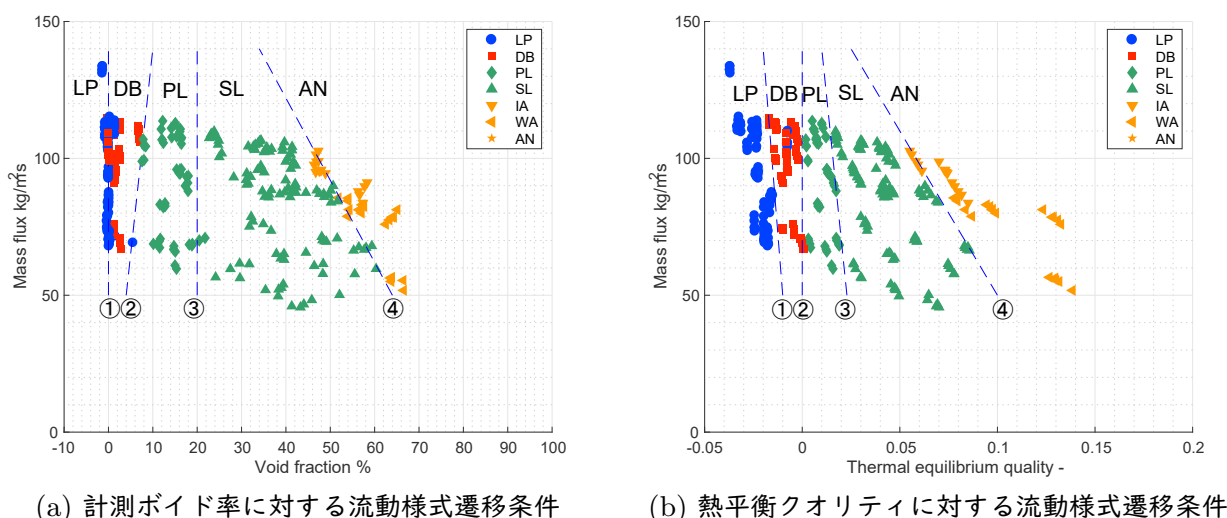 150
100
50
0
Mass flux kg/m²s
LP DB PL SL AN
① ② ③ ④
LP
DB
PL
SL
IA
WA
AN
-10 0 10 20 30 40 50 60 70 80 90 100
Void fraction %
(a) 計測ボイド率に対する流動様式遷移条件
150
100
50
0
Mass flux kg/m²s
LP DB PL SL AN
① ② ③ ④
LP
DB
PL
SL
IA
WA
AN
-0.05 0 0.05 0.1 0.15 0.2
Thermal equilibrium quality -
(b) 熱平衡クオリティに対する流動様式遷移条件